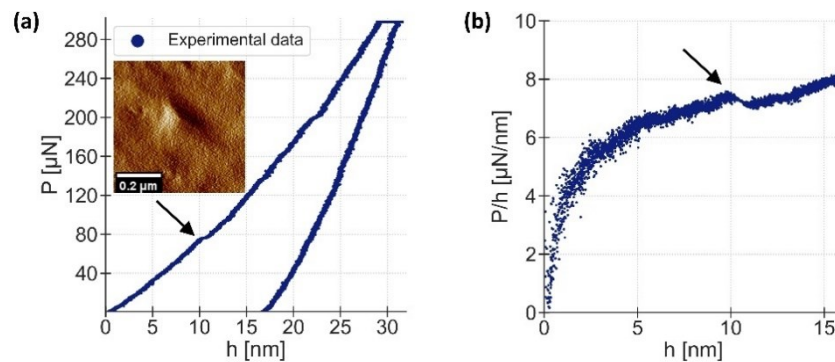 (a)
280
240
200
160
120
80
40
P [µN]
Experimental data
0.2 µm
0 5 10 15 20 25 30
h [nm]
(b)
10
8
6
4
2
0
P/h [µN/nm]
0 5 10 15
h [nm]